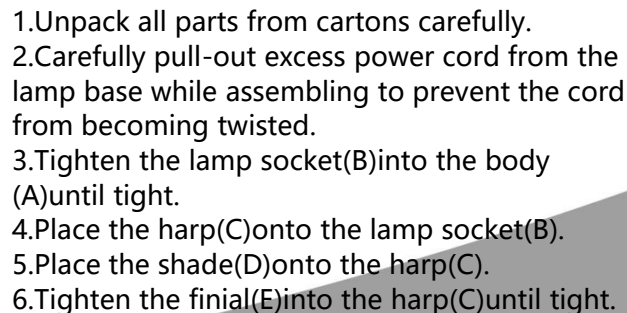 1.Unpack all parts from cartons carefully.
2.Carefully pull-out excess power cord from the
lamp base while assembling to prevent the cord
from becoming twisted.
3.Tighten the lamp socket(B)into the body
(A)until tight.
4.Place the harp(C)onto the lamp socket(B).
5.Place the shade(D)onto the harp(C).
6.Tighten the finial(E)into the harp(C)until tight.